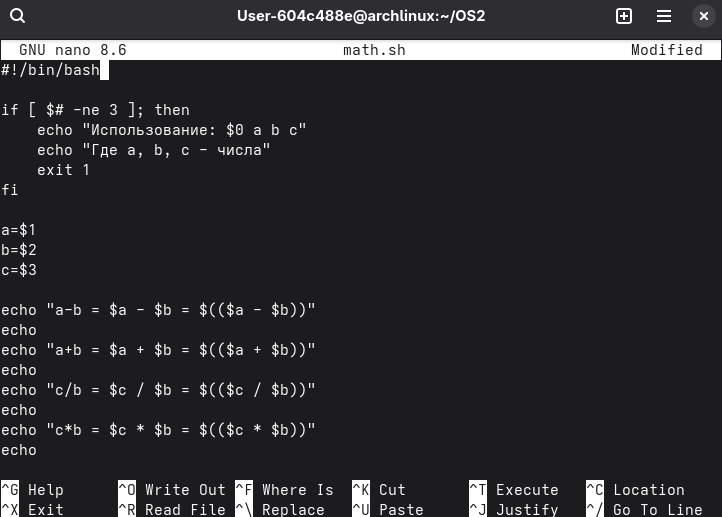 User-604c488e@archlinux:~/OS2
GNU nano 8.6 math.sh Modified
#!/bin/bash
if [ $# -ne 3 ]; then
    echo "Использование: $0 a b c"
    echo "Где a, b, c - числа"
    exit 1
fi
a=$1
b=$2
c=$3
echo "a-b = $a - $b = $(($a - $b))"
echo
echo "a+b = $a + $b = $(($a + $b))"
echo
echo "c/b = $c / $b = $(($c / $b))"
echo
echo "c*b = $c * $b = $(($c * $b))"
echo
^G Help ^O Write Out ^F Where Is ^K Cut ^T Execute ^C Location
^X Exit ^R Read File ^\ Replace ^U Paste ^J Justify ^/ Go To Line